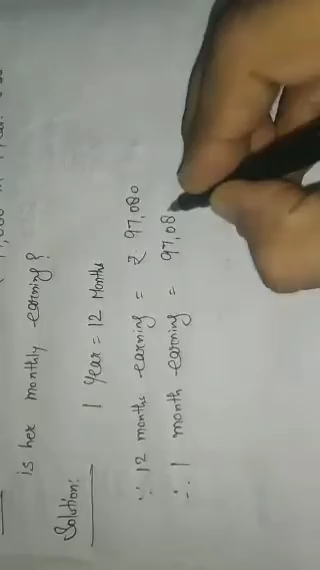 is her monthly earning?
Solution:
1 Year = 12 Months
∵ 12 months earning = ₹. 97,080
∴ 1 month earning = 97,08